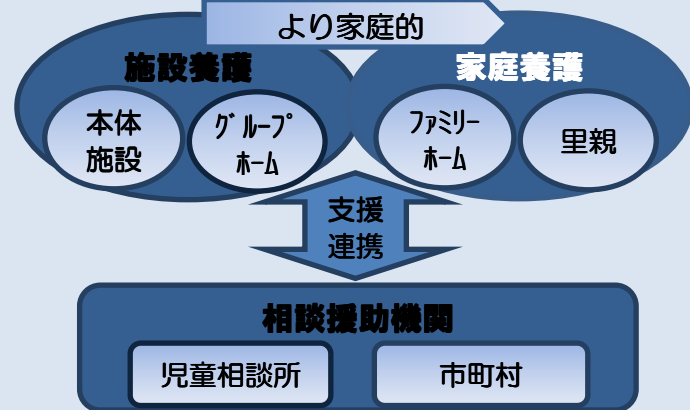 より家庭的
施設養護
家庭養護
本体
施設
ｸﾞﾙｰﾌﾟ
ﾎｰﾑ
ﾌｧﾐﾘｰ
ﾎｰﾑ
里親
支援
連携
相談援助機関
児童相談所
市町村